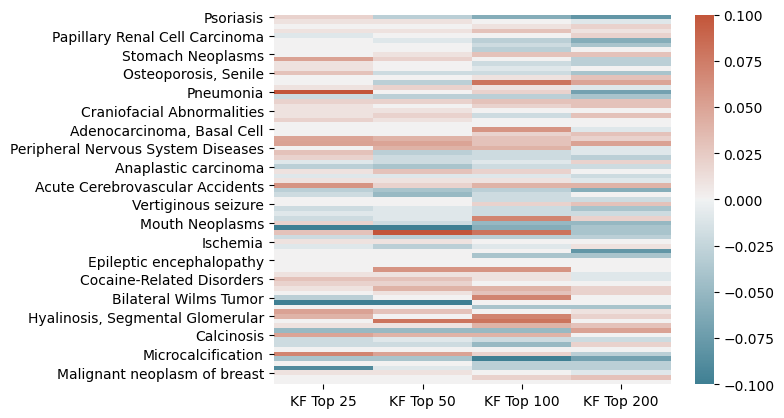 Psoriasis
Papillary Renal Cell Carcinoma
Stomach Neoplasms
Osteoporosis, Senile
Pneumonia
Craniofacial Abnormalities
Adenocarcinoma, Basal Cell
Peripheral Nervous System Diseases
Anaplastic carcinoma
Acute Cerebrovascular Accidents
Vertiginous seizure
Mouth Neoplasms
Ischemia
Epileptic encephalopathy
Cocaine-Related Disorders
Bilateral Wilms Tumor
Hyalinosis, Segmental Glomerular
Calcinosis
Microcalcification
Malignant neoplasm of breast
KF Top 25 KF Top 50 KF Top 100 KF Top 200
0.100
0.075
0.050
0.025
0.000
−0.025
−0.050
−0.075
−0.100